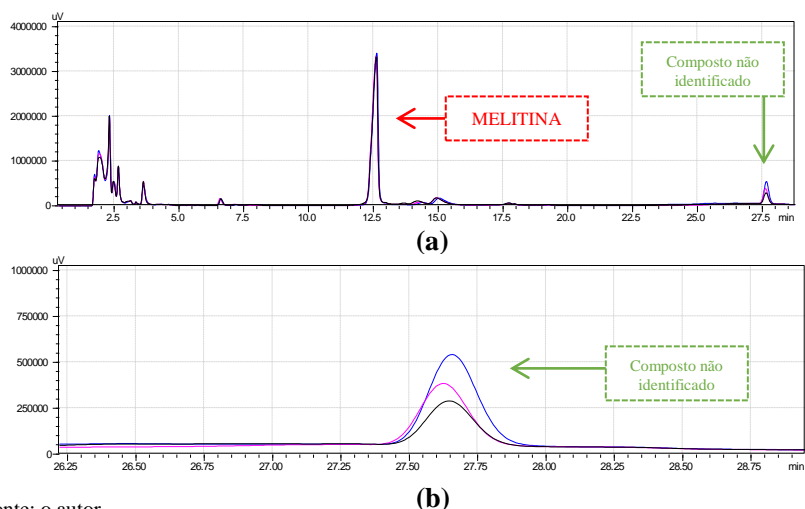 uV
4000000
3000000
2000000
1000000
0
Composto não
identificado
MELITINA
2.5 5.0 7.5 10.0 12.5 15.0 17.5 20.0 22.5 25.0 27.5 min
(a)
uV
1000000
750000
500000
250000
0
Composto não
identificado
26.25 26.50 26.75 27.00 27.25 27.50 27.75 28.00 28.25 28.50 28.75 min
(b)
o autor